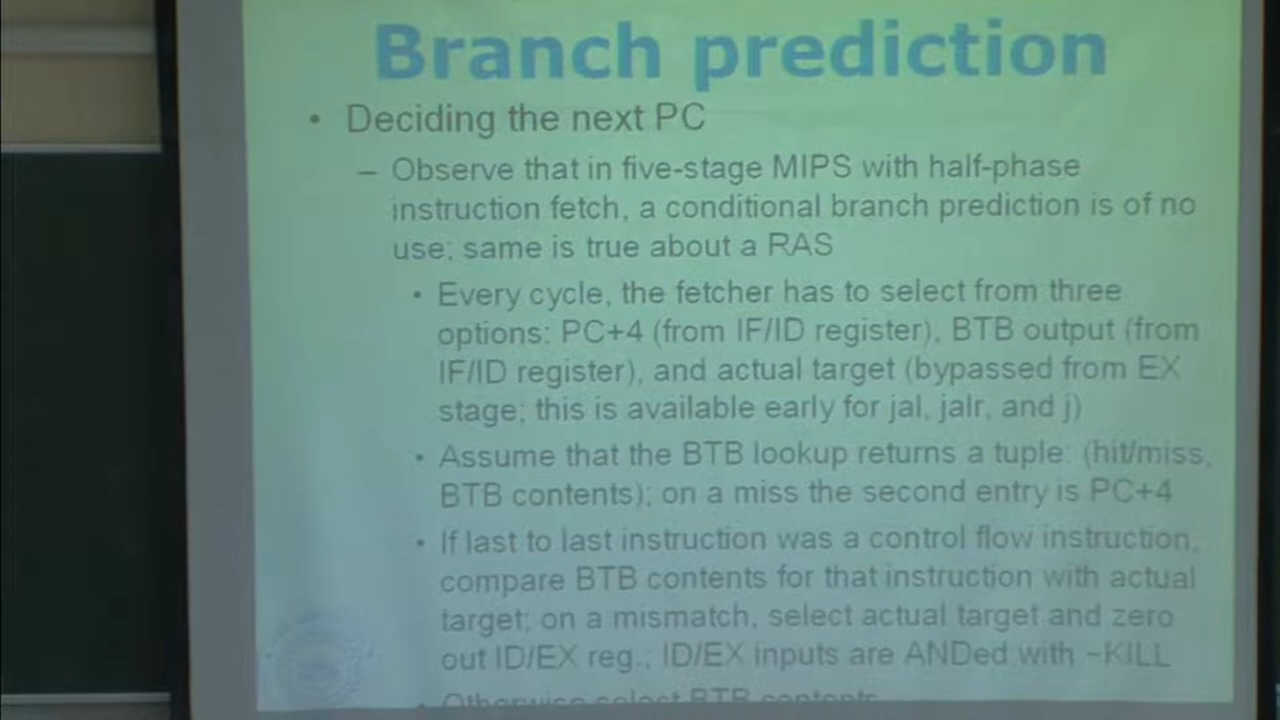 Branch prediction
• Deciding the next PC
– Observe that in five-stage MIPS with half-phase
instruction fetch, a conditional branch prediction is of no
use; same is true about a RAS
• Every cycle, the fetcher has to select from three
options: PC+4 (from IF/ID register), BTB output (from
IF/ID register), and actual target (bypassed from EX
stage; this is available early for jal, jalr, and j)
• Assume that the BTB lookup returns a tuple: (hit/miss,
BTB contents); on a miss the second entry is PC+4
• If last to last instruction was a control flow instruction,
compare BTB contents for that instruction with actual
target; on a mismatch, select actual target and zero
out ID/EX reg.; ID/EX inputs are ANDed with ~KILL
• Otherwise select BTB contents